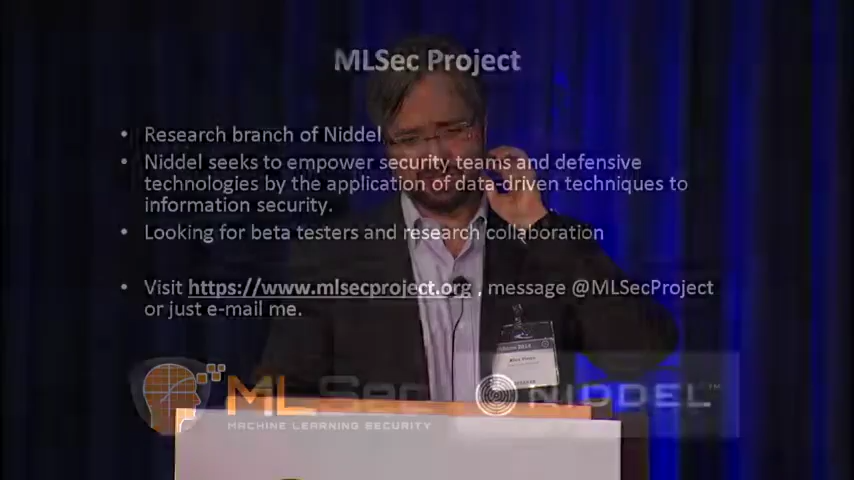 MLSec Project
• Research branch of Niddel
• Niddel seeks to empower security teams and defensive
technologies by the application of data-driven techniques to
information security.
• Looking for beta testers and research collaboration
• Visit https://www.mlsecproject.org , message @MLSecProject
or just e-mail me.
MLSec
MACHINE LEARNING SECURITY
NIDDEL™